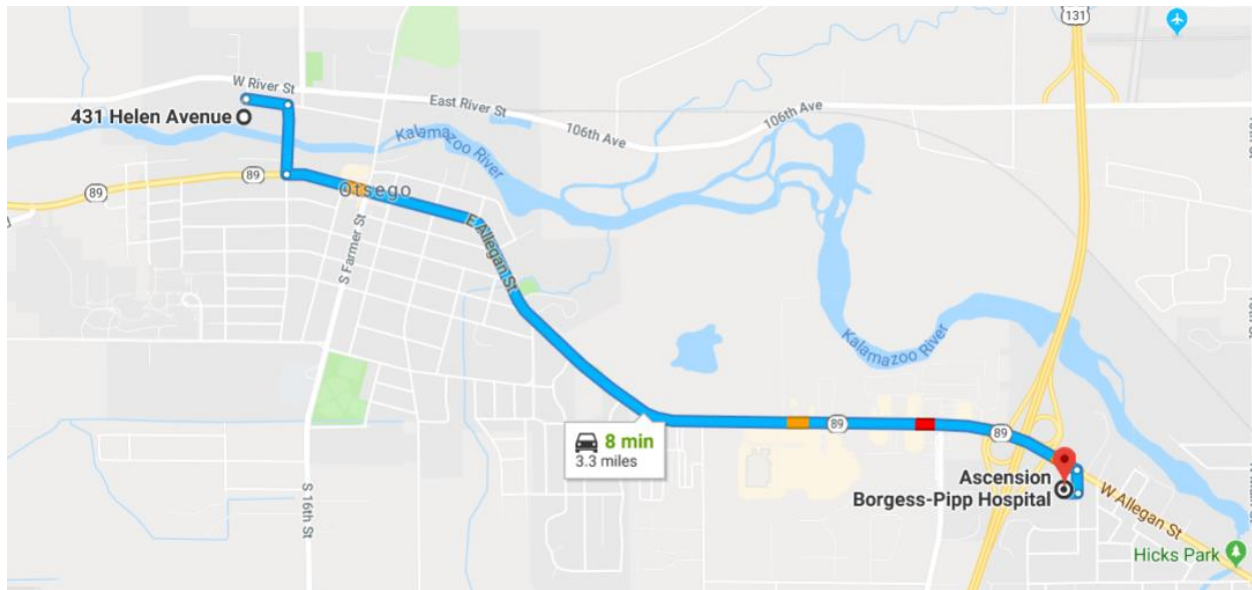 131
W River St
431 Helen Avenue
East River St
106th Ave
106th Ave
Kalamazoo
River
89
89
Otsego
S Farmer St
E Allegan St
Kalamazoo
River
8 min
3.3 miles
89
89
S 16th St
Ascension
Borgess-Pipp Hospital
W Allegan St
Hicks Park